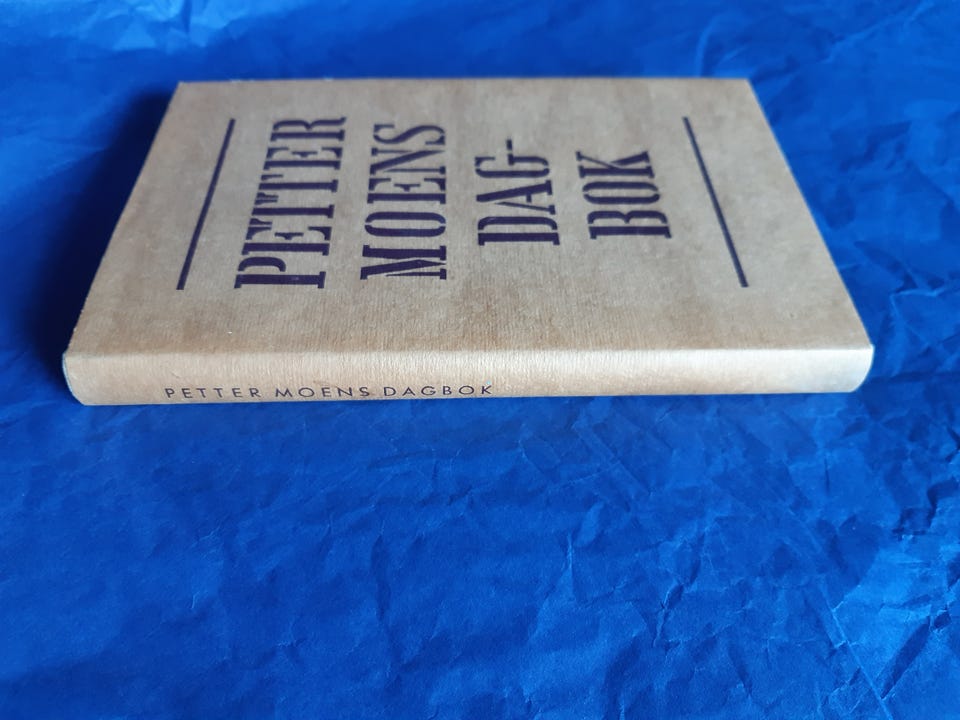 PETTER
MOENS
DAG-
BOK
PETTER MOENS DAGBOK